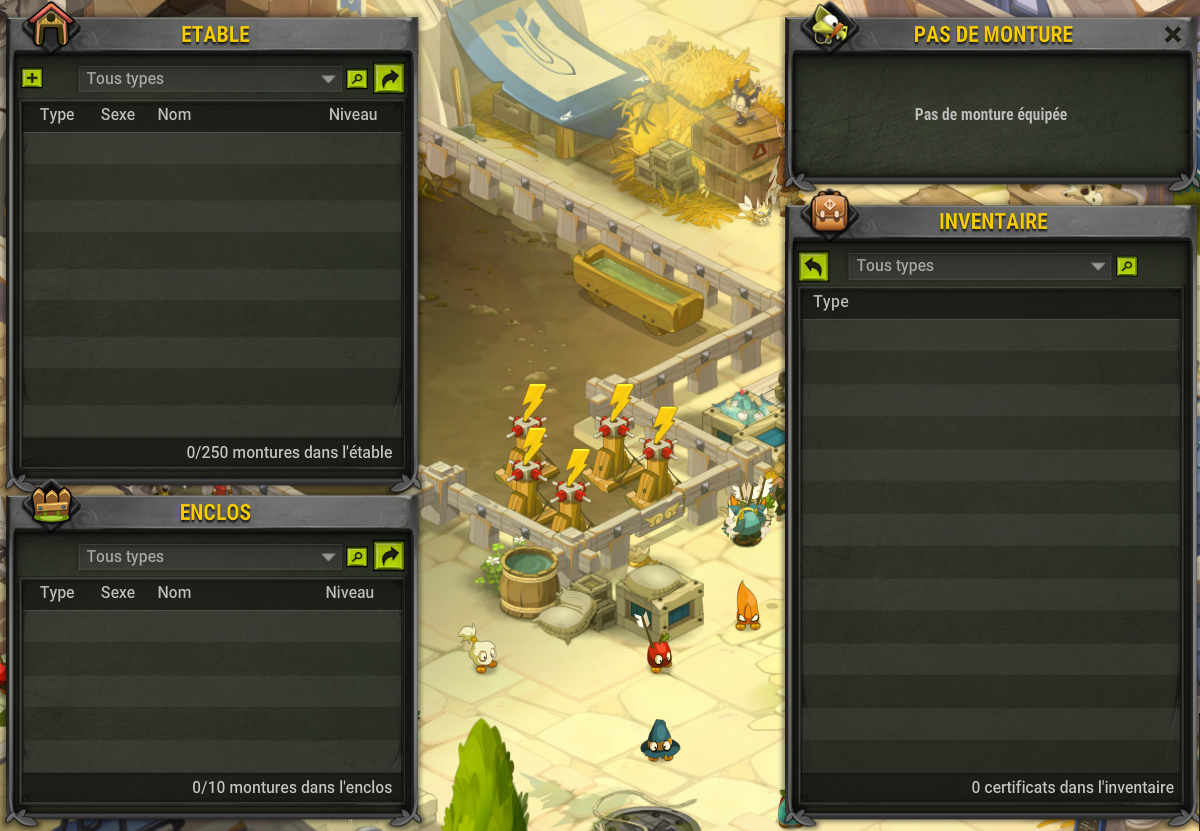 ETABLE
Tous types
Type Sexe Nom Niveau
0/250 montures dans l'étable
ENCLOS
Tous types
Type Sexe Nom Niveau
0/10 montures dans l'enclos
PAS DE MONTURE
Pas de monture équipée
INVENTAIRE
Tous types
Type
0 certificats dans l'inventaire